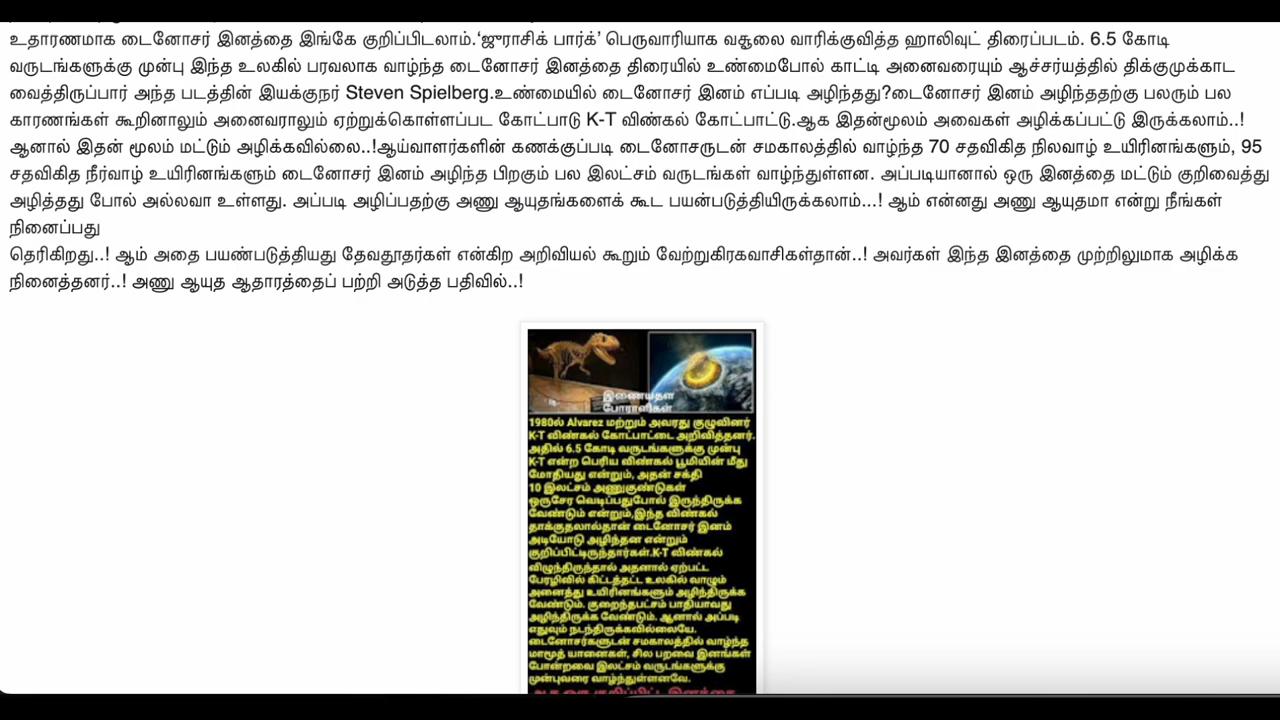 உதாரணமாக டைனோசர் இனத்தை இங்கே குறிப்பிடலாம்.‘ஜுராசிக் பார்க்’ பெருவாரியாக வசூலை வாரிக்குவித்த ஹாலிவுட் திரைப்படம். 6.5 கோடி
வருடங்களுக்கு முன்பு இந்த உலகில் பரவலாக வாழ்ந்த டைனோசர் இனத்தை திரையில் உண்மைபோல் காட்டி அனைவரையும் ஆச்சர்யத்தில் திக்குமுக்காட
வைத்திருப்பார் அந்த படத்தின் இயக்குநர் Steven Spielberg.உண்மையில் டைனோசர் இனம் எப்படி அழிந்தது?டைனோசர் இனம் அழிந்ததற்கு பலரும் பல
காரணங்கள் கூறினாலும் அனைவராலும் ஏற்றுக்கொள்ளப்பட்ட கோட்பாடு K-T விண்கல் கோட்பாட்டு.ஆக இதன்மூலம் அவைகள் அழிக்கப்பட்டு இருக்கலாம்..!
ஆனால் இதன் மூலம் மட்டும் அழிக்கவில்லை..!ஆய்வாளர்களின் கணக்குப்படி டைனோசருடன் சமகாலத்தில் வாழ்ந்த 70 சதவிகித நிலவாழ் உயிரினங்களும், 95
சதவிகித நீர்வாழ் உயிரினங்களும் டைனோசர் இனம் அழிந்த பிறகும் பல இலட்சம் வருடங்கள் வாழ்ந்துள்ளன. அப்படியானால் ஒரு இனத்தை மட்டும் குறிவைத்து
அழித்தது போல் அல்லவா உள்ளது. அப்படி அழிப்பதற்கு அணு ஆயுதங்களைக் கூட பயன்படுத்தியிருக்கலாம்...! ஆம் என்னது அணு ஆயுதமா என்று நீங்கள்
நினைப்பது
தெரிகிறது..! ஆம் அதை பயண்படுத்தியது தேவதூதர்கள் என்கிற அறிவியல் கூறும் வேற்றுகிரகவாசிகள்தான்..! அவர்கள் இந்த இனத்தை முற்றிலுமாக அழிக்க
நினைத்தனர்..! அணு ஆயுத ஆதாரத்தைப் பற்றி அடுத்த பதிவில்..!
இணையதள
போராளிகள்
1980ல் Alvarez மற்றும் அவரது குழுவினர்
K-T விண்கல் கோட்பாட்டை அறிவித்தனர்.
அதில் 6.5 கோடி வருடங்களுக்கு முன்பு
K-T என்ற பெரிய விண்கல் பூமியின் மீது
மோதியது என்றும், அதன் சக்தி
10 இலட்சம் அணுகுண்டுகள்
ஒருசேர வெடிப்பதுபோல் இருந்திருக்க
வேண்டும் என்றும்,இந்த விண்கல்
தாக்குதலால்தான் டைனோசர் இனம்
அடியோடு அழிந்தன என்றும்
குறிப்பிட்டிருந்தார்கள்.K-T விண்கல்
விழுந்திருந்தால் அதனால் ஏற்பட்ட
பேரழிவில் கிட்டத்தட்ட உலகில் வாழும்
அனைத்து உயிரினங்களும் அழிந்திருக்க
வேண்டும். குறைந்தபட்சம் பாதியாவது
அழிந்திருக்க வேண்டும். ஆனால் அப்படி
எதுவும் நடந்திருக்கவில்லையே.
டைனோசர்களுடன் சமகாலத்தில் வாழ்ந்த
மாமூத் யானைகள், சில பறவை இனங்கள்
போன்றவை இலட்சம் வருடங்களுக்கு
முன்புவரை வாழ்ந்துள்ளனவே.
ஆக ஒரு குறிப்பிட்ட இனத்தை